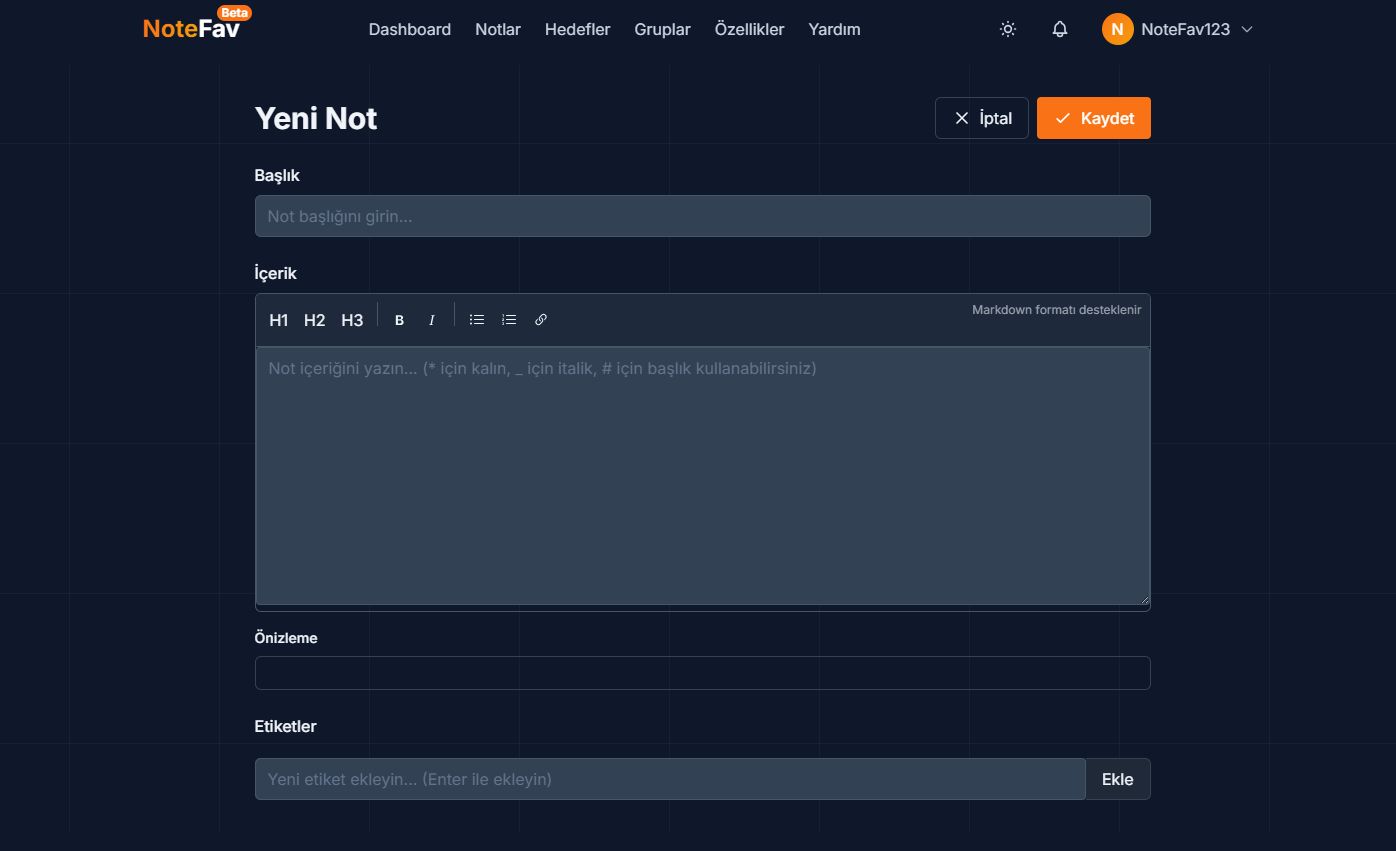 NoteFav Beta
Dashboard Notlar Hedefler Gruplar Özellikler Yardım
N NoteFav123
Yeni Not
İptal Kaydet
Başlık
Not başlığını girin...
İçerik
H1 H2 H3 B I Markdown formatı desteklenir
Not içeriğini yazın... (* için kalın, _ için italik, # için başlık kullanabilirsiniz)
Önizleme
Etiketler
Yeni etiket ekleyin... (Enter ile ekleyin) Ekle